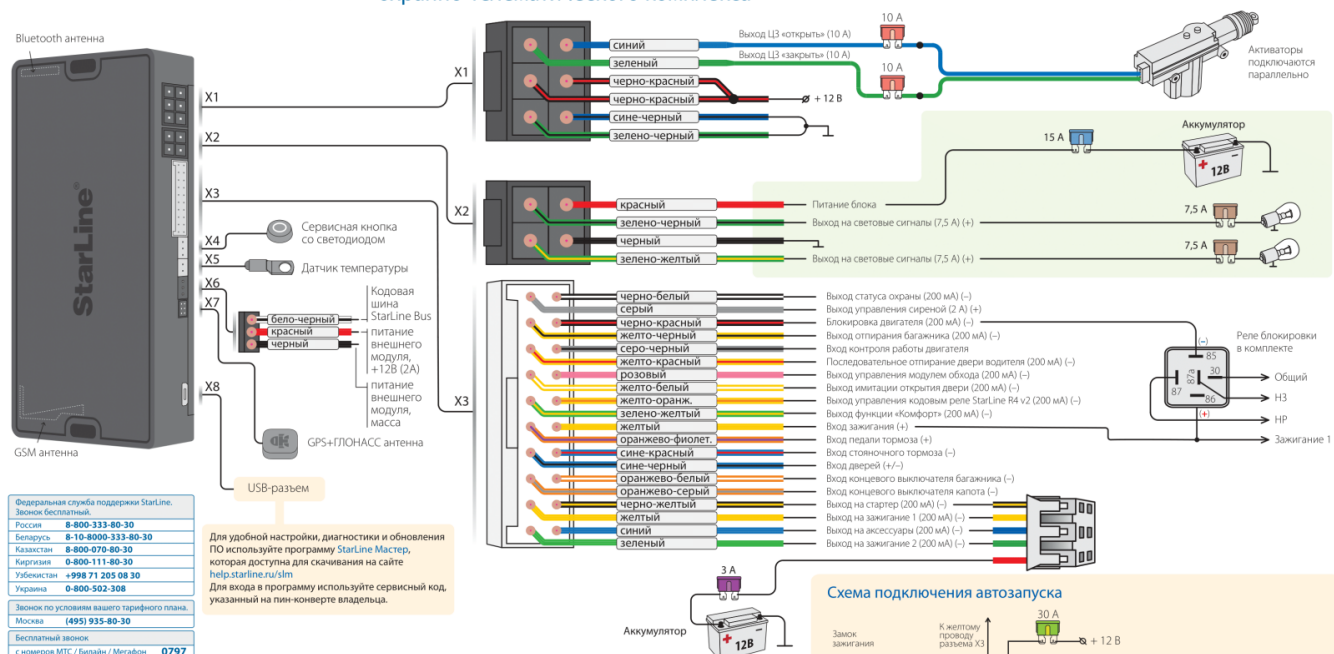 Bluetooth антенна
StarLine®
GSM антенна
X1
X2
X3
X4
X5
X6
X7
X8
Сервисная кнопка
со светодиодом
Датчик температуры
бело-черный
красный
черный
Кодовая
шина
StarLine Bus
питание
внешнего
модуля,
+12В (2А)
питание
внешнего
модуля,
масса
GPS+ГЛОНАСС антенна
USB-разъем
Для удобной настройки, диагностики и обновления
ПО используйте программу StarLine Мастер,
которая доступна для скачивания на сайте
help.starline.ru/slm
Для входа в программу используйте сервисный код,
указанный на пин-конверте владельца.
Федеральная служба поддержки StarLine.
Звонок бесплатный.
Россия 8-800-333-80-30
Беларусь 8-10-8000-333-80-30
Казахстан 8-800-070-80-30
Киргизия 0-800-111-80-30
Узбекистан +998 71 205 08 30
Украина 0-800-502-308
Звонок по условиям вашего тарифного плана.
Москва (495) 935-80-30
Бесплатный звонок
с номеров МТС / Билайн / Мегафон 0797
X1
синий
зеленый
черно-красный
черно-красный
сине-черный
зелено-черный
Выход ЦЗ «открыть» (10 А)
Выход ЦЗ «закрыть» (10 А)
10 А
10 А
+ 12 В
Активаторы
подключаются
параллельно
X2
красный
зелено-черный
черный
зелено-желтый
Питание блока
Выход на световые сигналы (7,5 А) (+)
Выход на световые сигналы (7,5 А) (+)
15 А
Аккумулятор
12В
7,5 А
7,5 А
X3
черно-белый Выход статуса охраны (200 мА) (–)
серый Выход управления сиреной (2 А) (+)
черно-красный Блокировка двигателя (200 мА) (–)
желто-черный Выход отпирания багажника (200 мА) (–)
серо-черный Вход контроля работы двигателя
желто-красный Последовательное отпирание двери водителя (200 мА) (–)
розовый Выход управления модулем обхода (200 мА) (–)
желто-белый Выход имитации открытия двери (200 мА) (–)
желто-оранж. Выход управления кодовым реле StarLine R4 v2 (200 мА) (–)
зелено-желтый Выход функции «Комфорт» (200 мА) (–)
желтый Вход зажигания (+)
оранжево-фиолет. Вход педали тормоза (+)
сине-красный Вход стояночного тормоза (–)
сине-черный Вход дверей (+/–)
оранжево-белый Вход концевого выключателя багажника (–)
оранжево-серый Вход концевого выключателя капота (–)
черно-желтый Выход на стартер (200 мА) (–)
желтый Выход на зажигание 1 (200 мА) (–)
синий Выход на аксессуары (200 мА) (–)
зеленый Выход на зажигание 2 (200 мА) (–)
Реле блокировки
в комплекте
(–)
85
30
87а
87
86
(+)
Общий
НЗ
НР
Зажигание 1
3 А
Аккумулятор
12В
Схема подключения автозапуска
Замок
зажигания
К желтому
проводу
разъема X3
30 А
+ 12 В